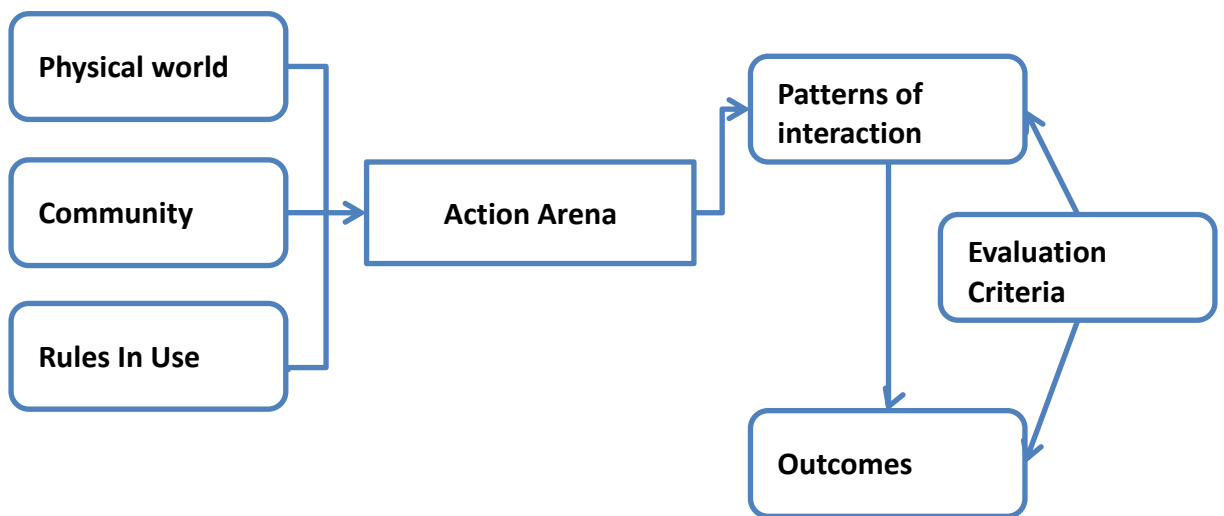 Physical world
Community
Rules In Use
Action Arena
Patterns of
interaction
Evaluation
Criteria
Outcomes